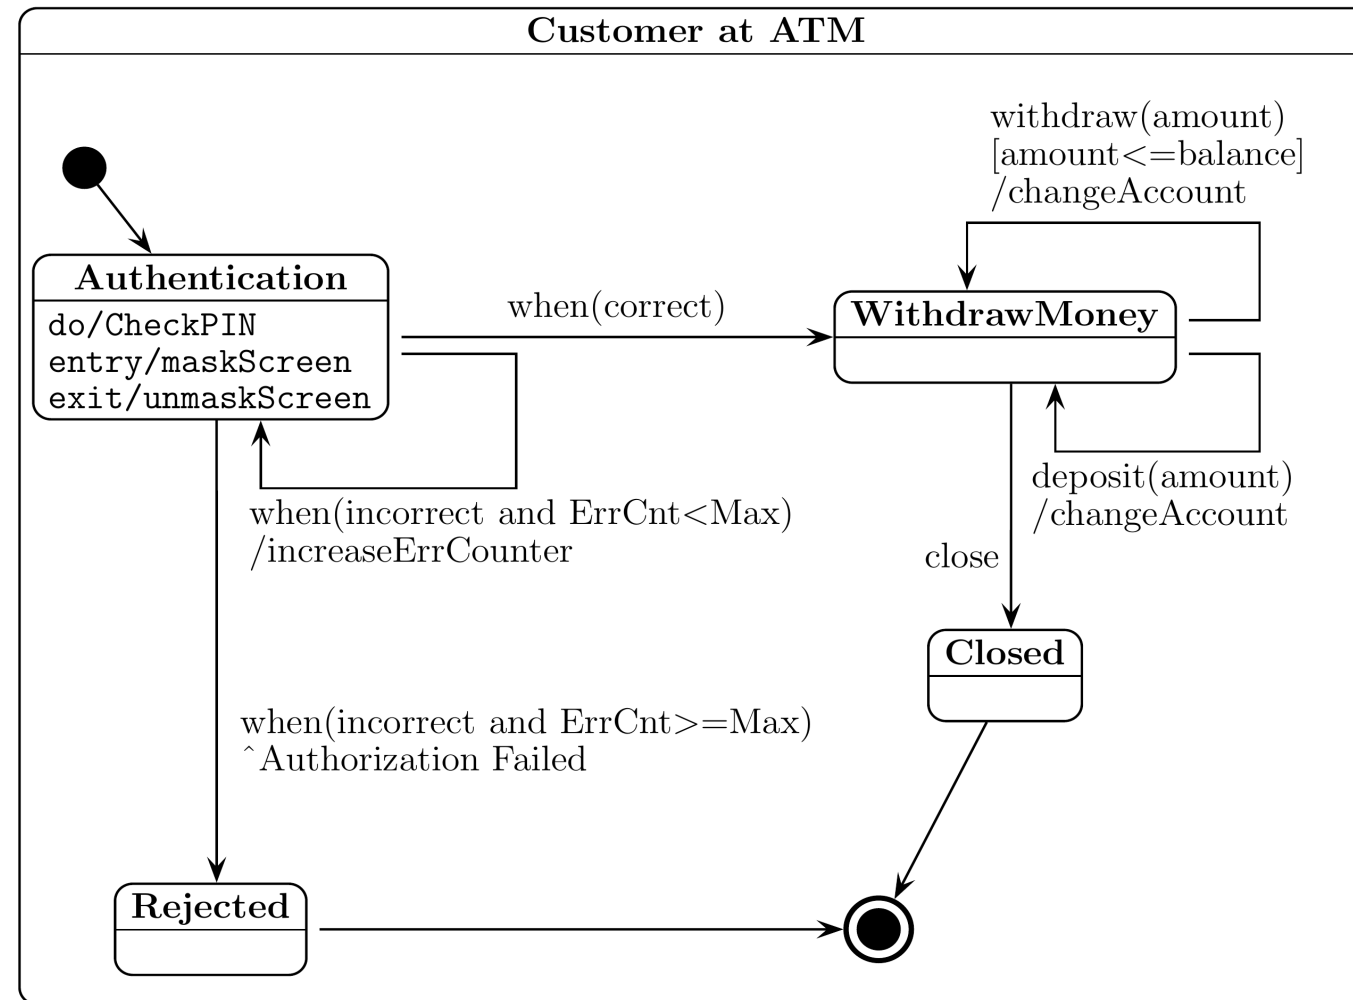 Customer at ATM
withdraw(amount)
[amount<=balance]
/changeAccount
Authentication
do/CheckPIN
entry/maskScreen
exit/unmaskScreen
when(correct)
WithdrawMoney
when(incorrect and ErrCnt<Max)
/increaseErrCounter
deposit(amount)
/changeAccount
close
Closed
when(incorrect and ErrCnt>=Max)
^Authorization Failed
Rejected